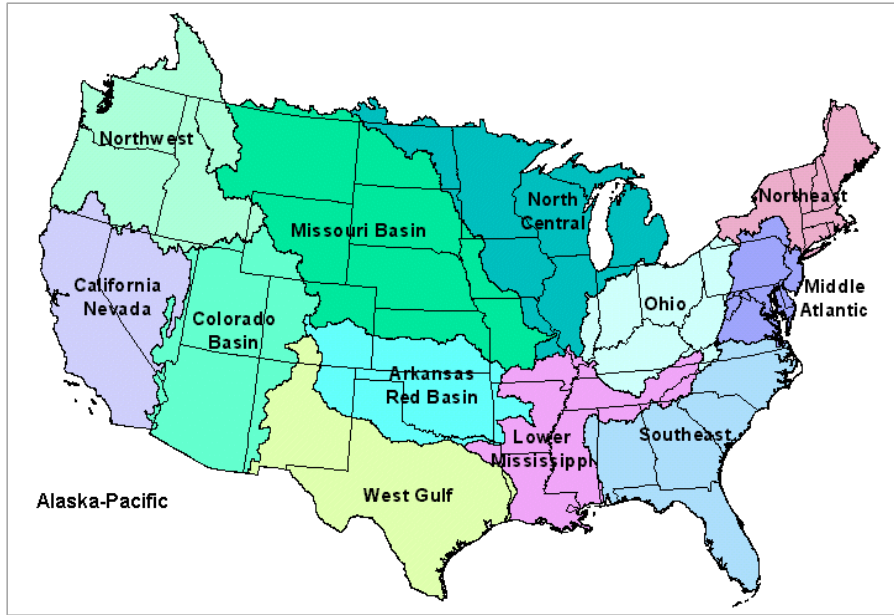 Northwest
Northeast
North
Central
Missouri Basin
California
Nevada
Middle
Atlantic
Ohio
Colorado
Basin
Arkansas
Red Basin
Lower
Mississippi
Southeast
West Gulf
Alaska-Pacific